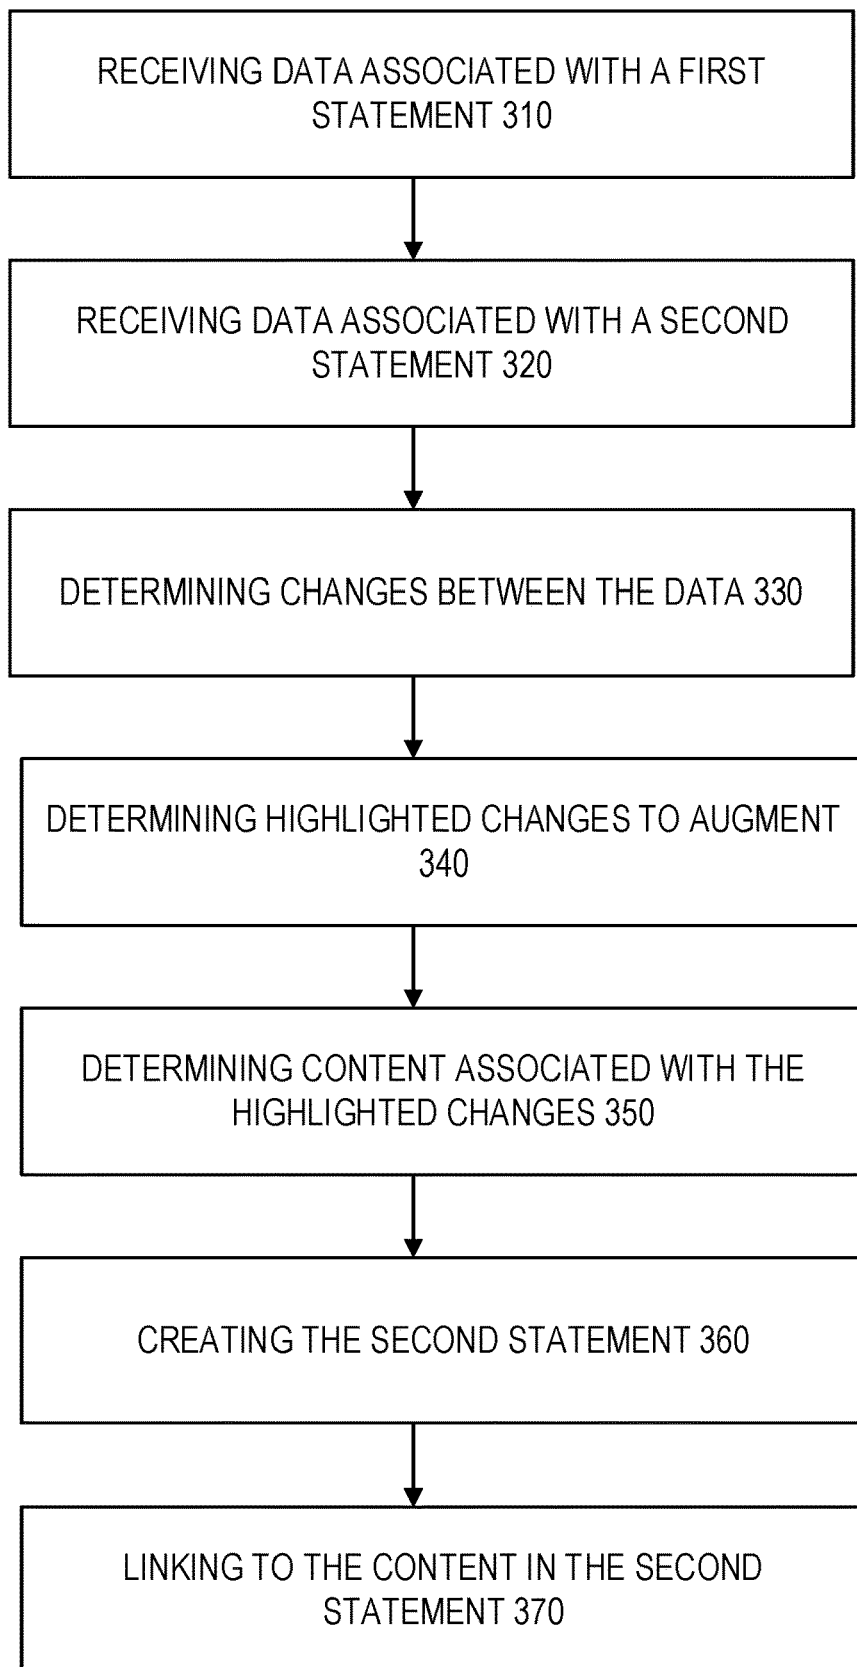 RECEIVING DATA ASSOCIATED WITH A FIRST
STATEMENT 310
RECEIVING DATA ASSOCIATED WITH A SECOND
STATEMENT 320
DETERMINING CHANGES BETWEEN THE DATA 330
DETERMINING HIGHLIGHTED CHANGES TO AUGMENT
340
DETERMINING CONTENT ASSOCIATED WITH THE
HIGHLIGHTED CHANGES 350
CREATING THE SECOND STATEMENT 360
LINKING TO THE CONTENT IN THE SECOND
STATEMENT 370